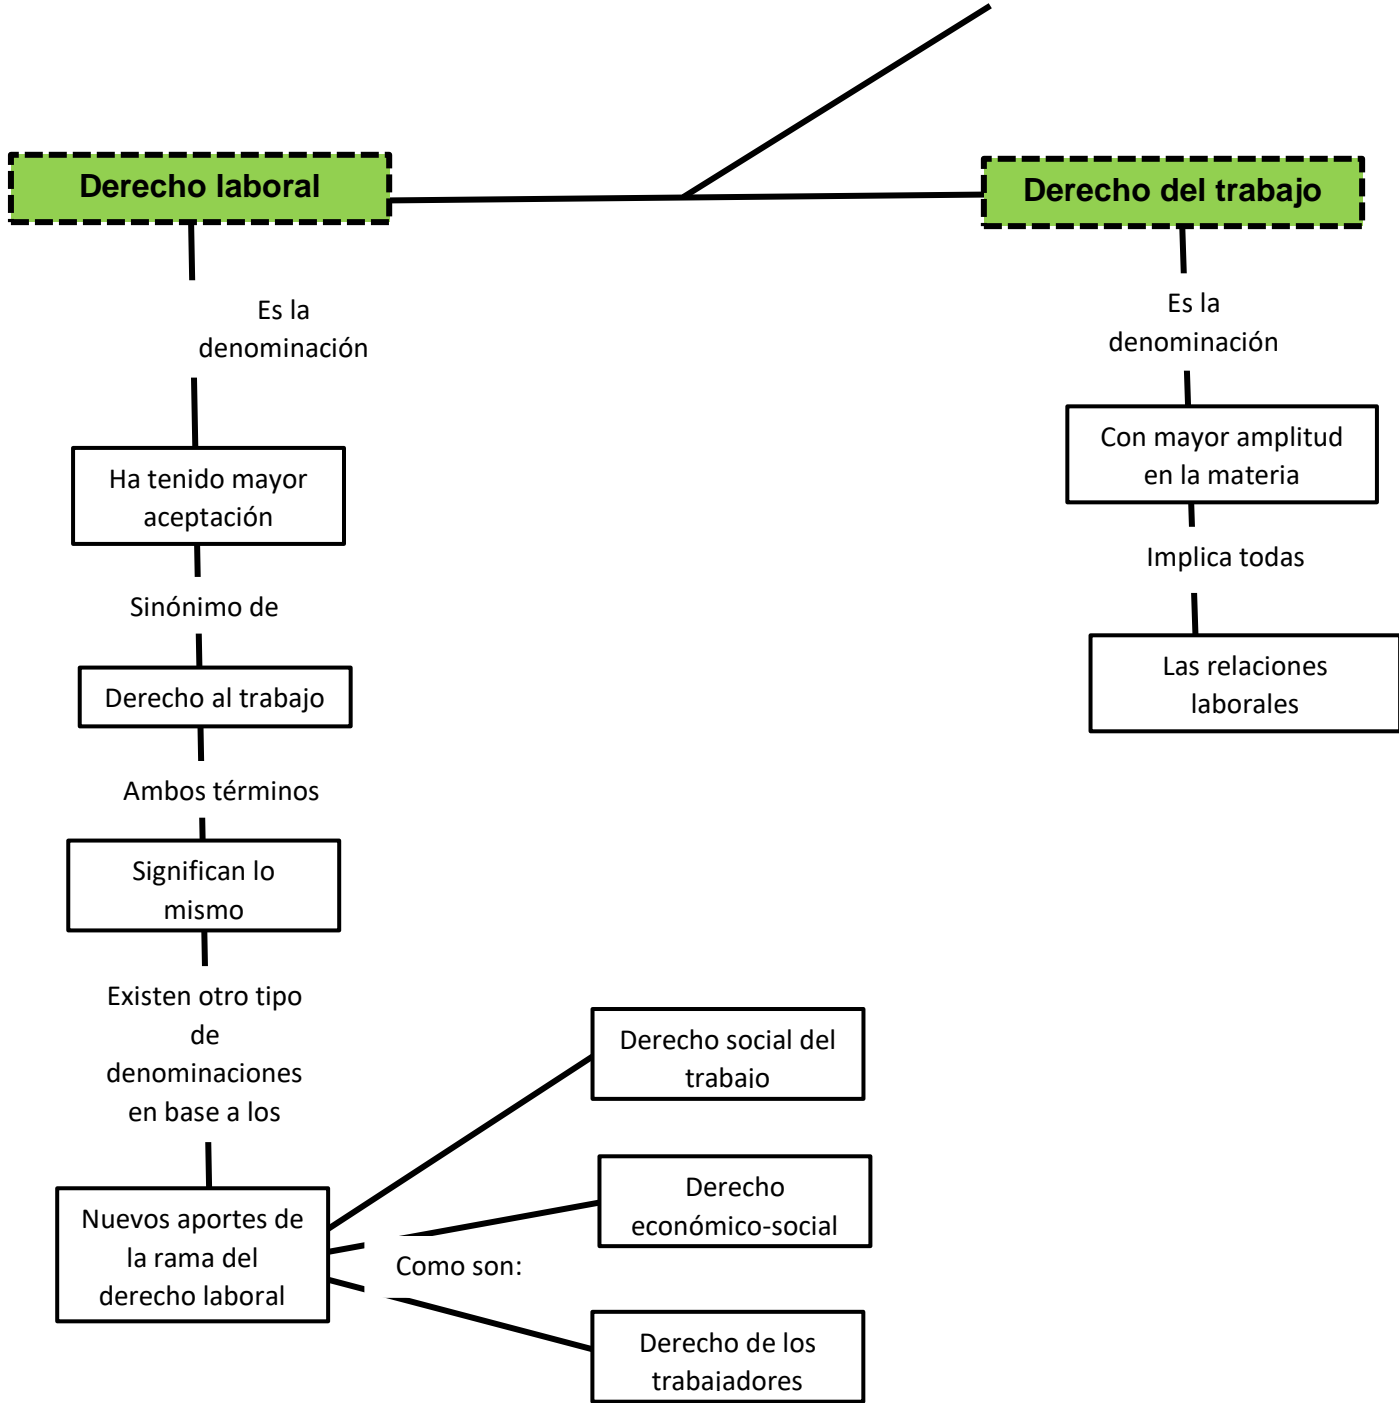 Derecho laboral
Derecho del trabajo
Es la
denominación
Es la
denominación
Con mayor amplitud
en la materia
Ha tenido mayor
aceptación
Implica todas
Sinónimo de
Las relaciones
laborales
Derecho al trabajo
Ambos términos
Significan lo
mismo
Existen otro tipo
de
denominaciones
en base a los
Derecho social del
trabajo
Nuevos aportes de
la rama del
derecho laboral
Como son:
Derecho
económico-social
Derecho de los
trabajadores